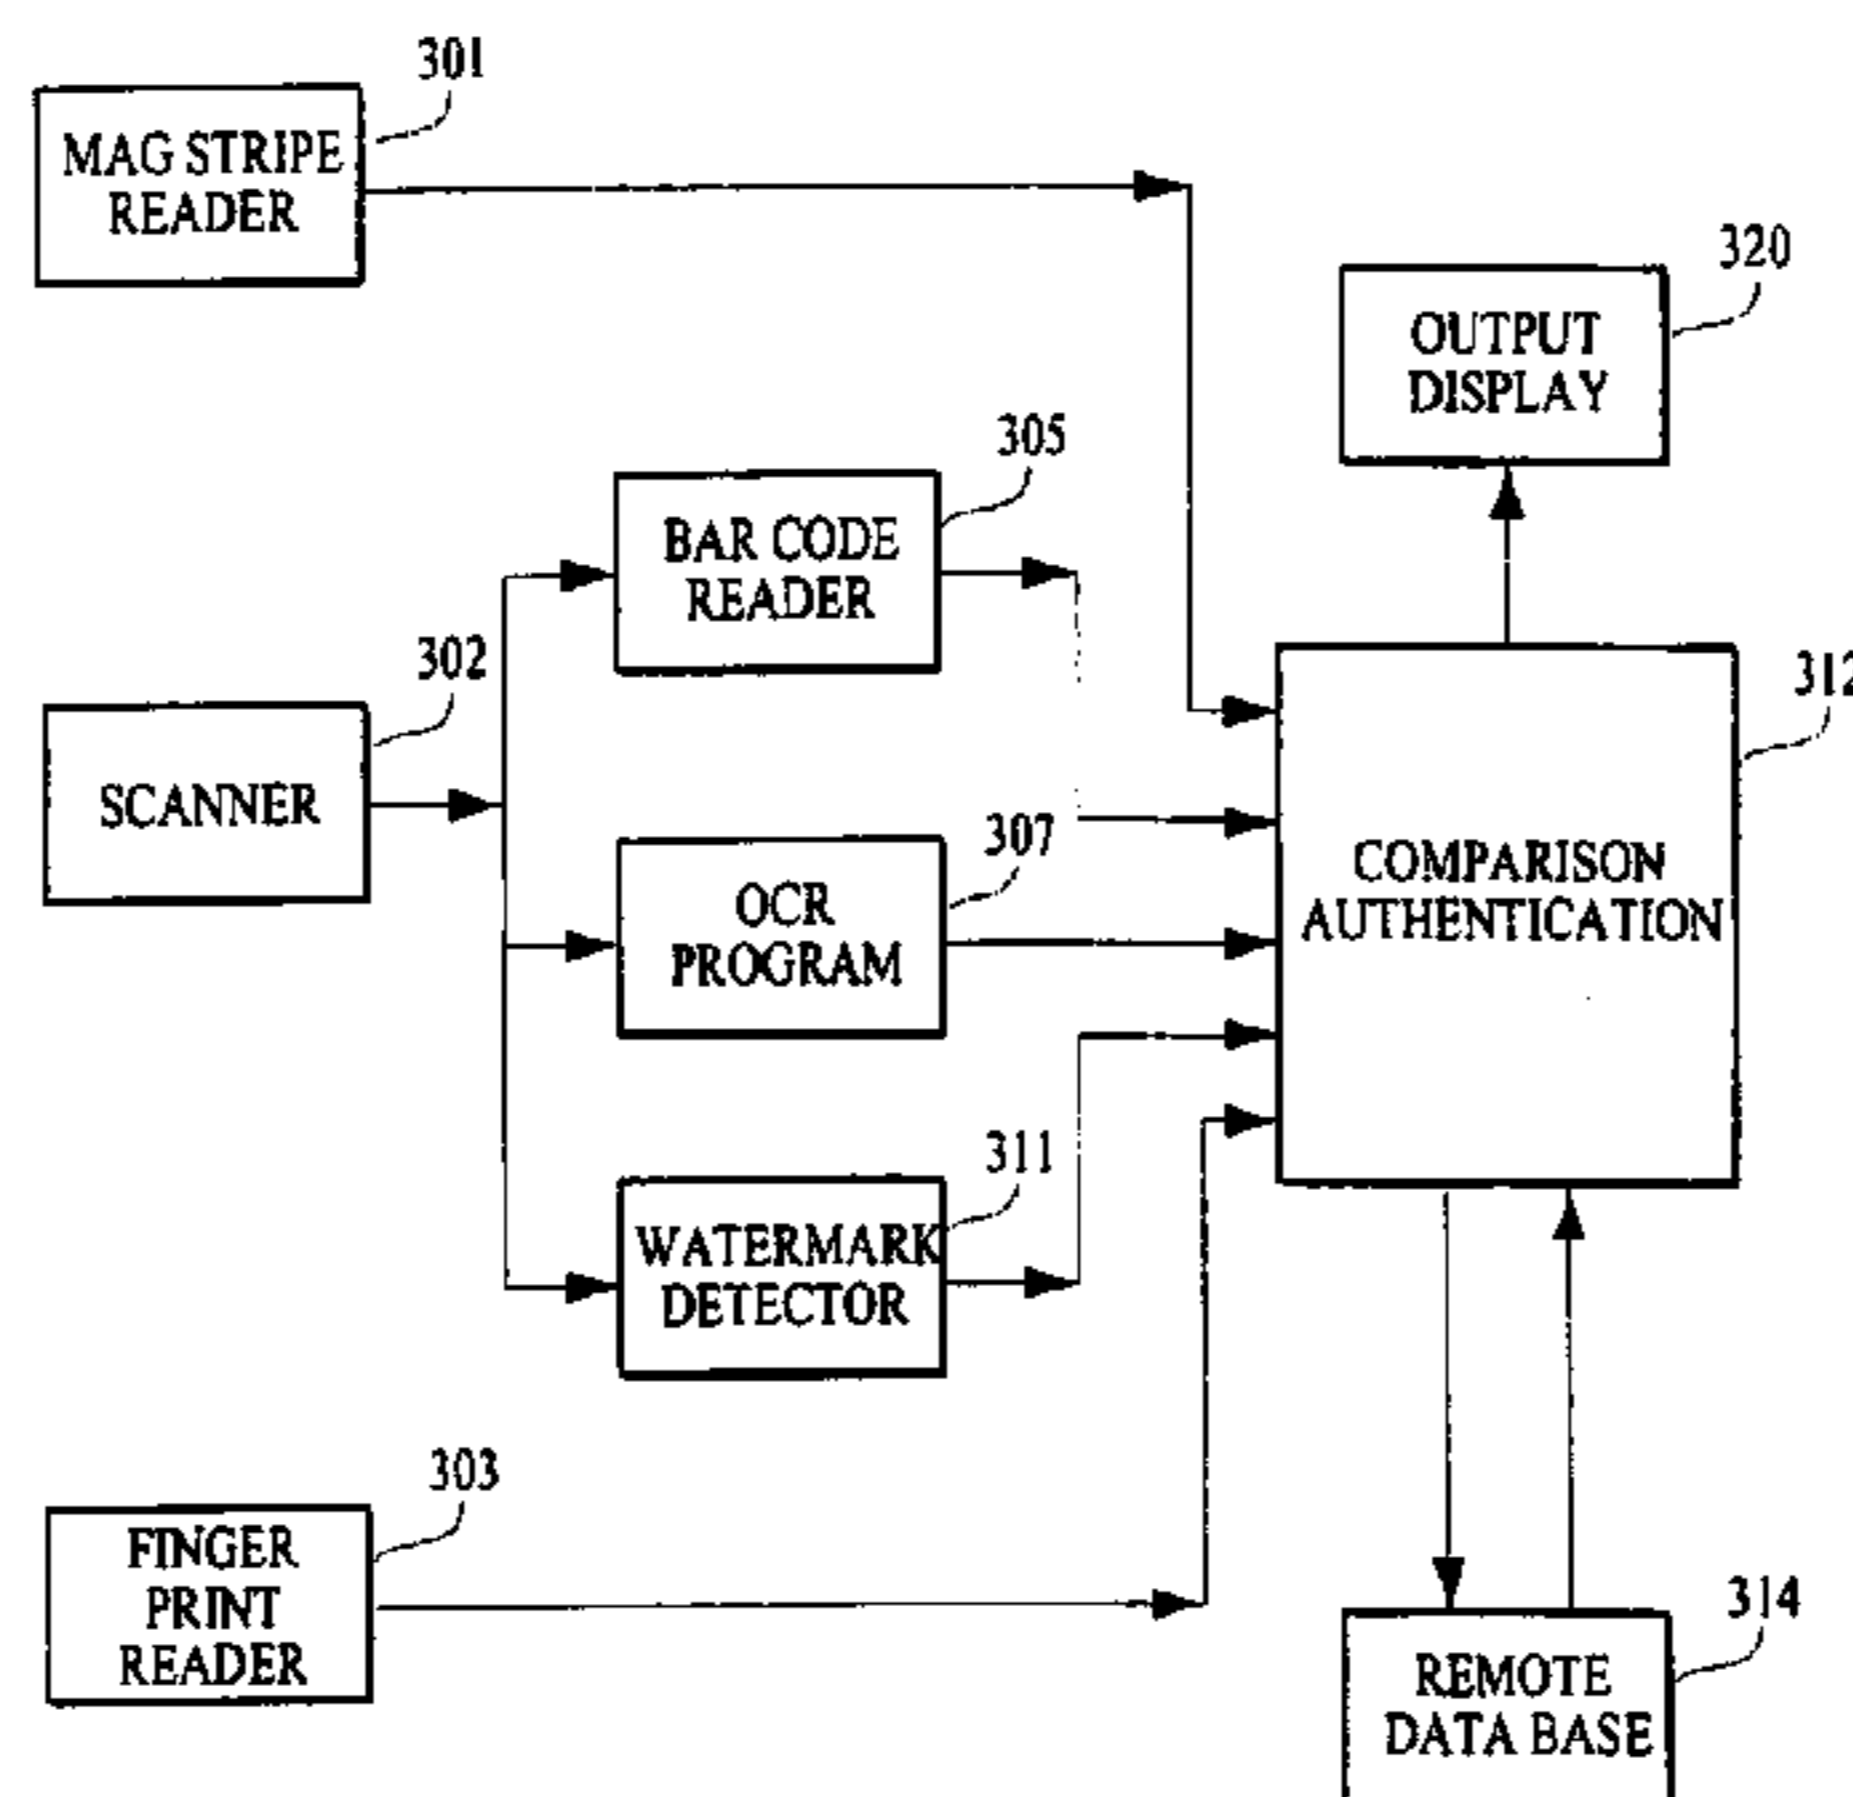 301
MAG STRIPE
READER
320
OUTPUT
DISPLAY
305
BAR CODE
READER
302
SCANNER
312
COMPARISON
AUTHENTICATION
307
OCR
PROGRAM
311
WATERMARK
DETECTOR
303
FINGER
PRINT
READER
314
REMOTE
DATA BASE